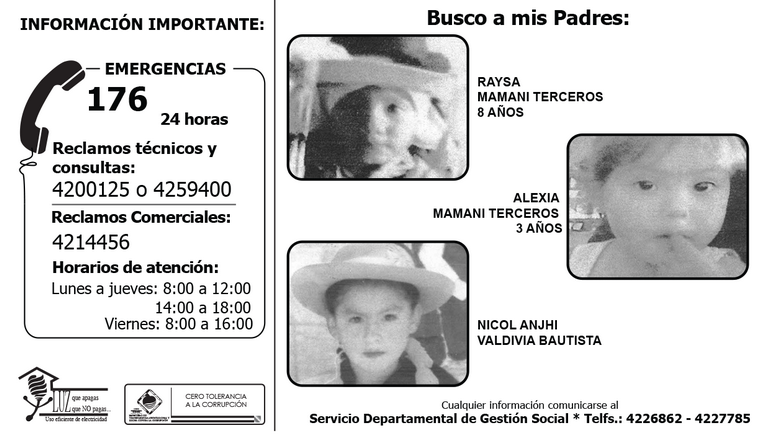 INFORMACIÓN IMPORTANTE:
EMERGENCIAS
176
24 horas
Reclamos técnicos y
consultas:
4200125 o 4259400
Reclamos Comerciales:
4214456
Horarios de atención:
Lunes a jueves: 8:00 a 12:00
14:00 a 18:00
Viernes: 8:00 a 16:00
LUZ que apagas
que NO pagas...
Uso eficiente de electricidad
CERO TOLERANCIA
A LA CORRUPCIÓN
Busco a mis Padres:
RAYSA
MAMANI TERCEROS
8 AÑOS
ALEXIA
MAMANI TERCEROS
3 AÑOS
NICOL ANJHI
VALDIVIA BAUTISTA
Cualquier información comunicarse al
Servicio Departamental de Gestión Social * Telfs.: 4226862 - 4227785